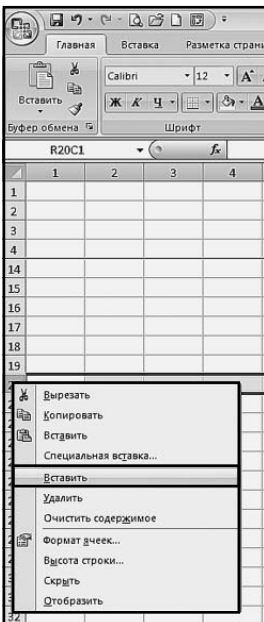 Главная Вставка Разметка стран
Calibri 12 A
Вставить Ж К Ч A
Буфер обмена Шрифт
R20C1 fx
1 2 3 4
1
2
3
4
14
15
16
17
18
19
Вырезать
Копировать
Вставить
Специальная вставка...
Вставить
Удалить
Очистить содержимое
Формат ячеек...
Высота строки...
Скрыть
Отобразить
32